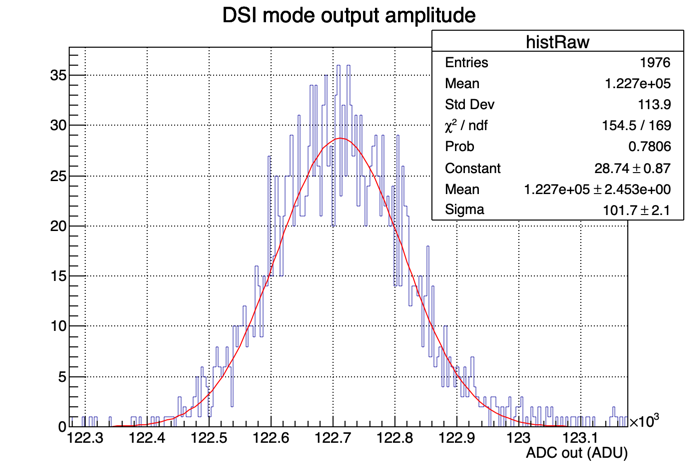 DSI mode output amplitude
histRaw
Entries 1976
Mean 1.227e+05
Std Dev 113.9
χ² / ndf 154.5 / 169
Prob 0.7806
Constant 28.74 ± 0.87
Mean 1.227e+05 ± 2.453e+00
Sigma 101.7 ± 2.1
35
30
25
20
15
10
5
0
122.3 122.4 122.5 122.6 122.7 122.8 122.9 123 123.1
×10³
ADC out (ADU)